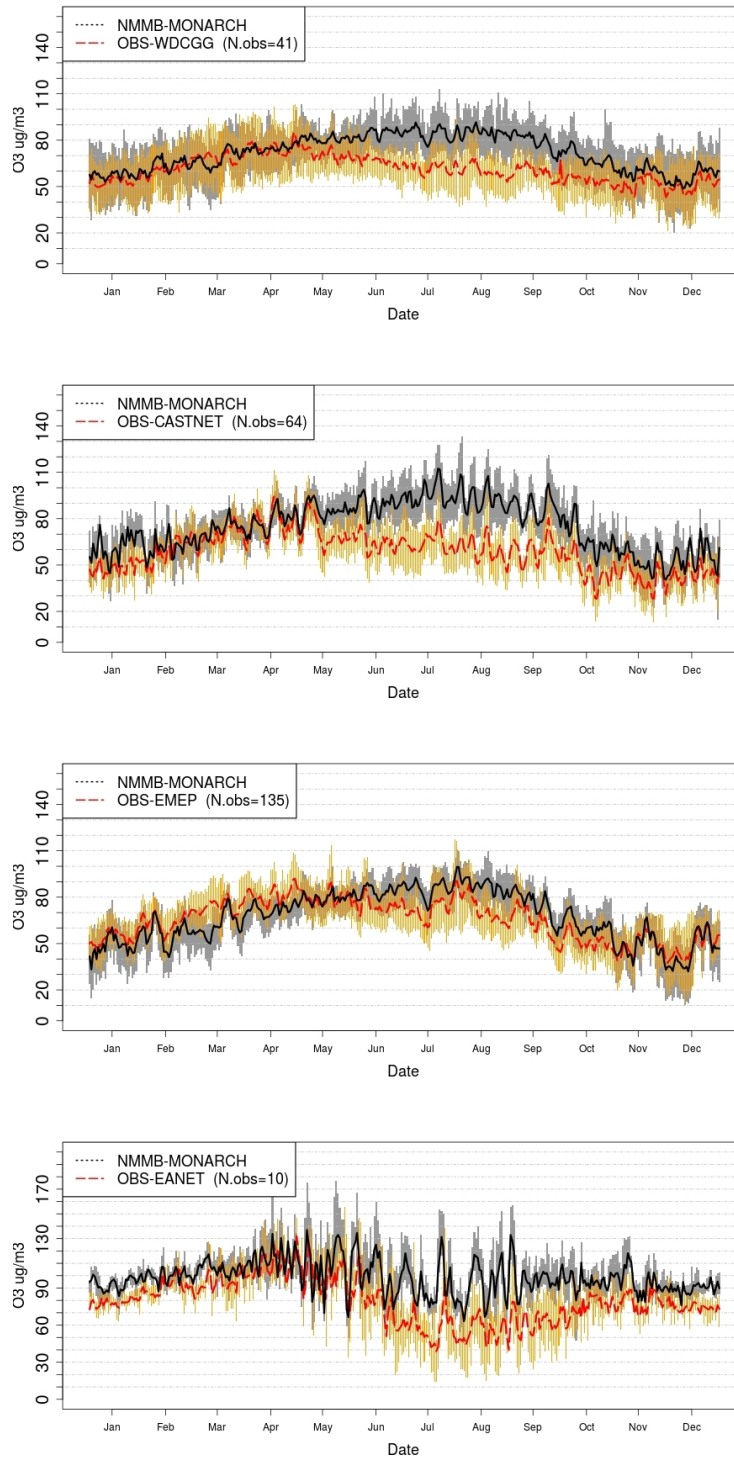 NMMB-MONARCH
OBS-WDCGG (N.obs=41)
O3 ug/m3
140
110
80
50
20
0
Jan Feb Mar Apr May Jun Jul Aug Sep Oct Nov Dec
Date
NMMB-MONARCH
OBS-CASTNET (N.obs=64)
O3 ug/m3
140
110
80
50
20
0
Jan Feb Mar Apr May Jun Jul Aug Sep Oct Nov Dec
Date
NMMB-MONARCH
OBS-EMEP (N.obs=135)
O3 ug/m3
140
110
80
50
20
0
Jan Feb Mar Apr May Jun Jul Aug Sep Oct Nov Dec
Date
NMMB-MONARCH
OBS-EANET (N.obs=10)
O3 ug/m3
170
130
90
60
30
0
Jan Feb Mar Apr May Jun Jul Aug Sep Oct Nov Dec
Date